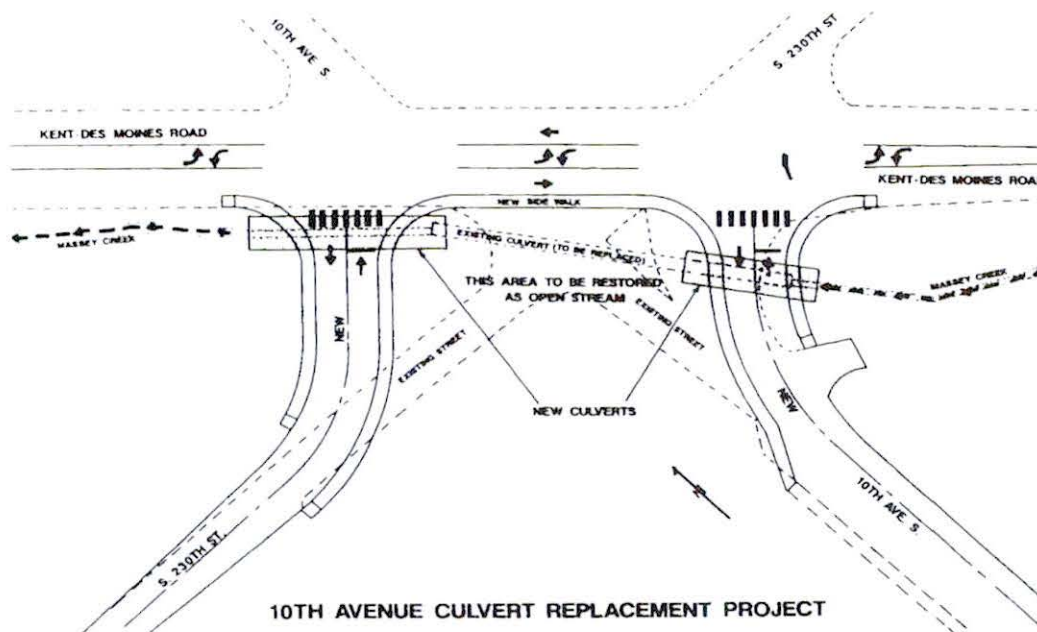 10TH AVE S.
S 230TH ST
KENT-DES MOINES ROAD
KENT-DES MOINES ROAD
NEW SIDE WALK
MASSEY CREEK
EXISTING CULVERT (TO BE REPLACED)
MASSEY CREEK
THIS AREA TO BE RESTORED
AS OPEN STREAM
NEW
EXISTING STREET
EXISTING STREET
NEW
NEW CULVERTS
N
10TH AVE S.
S 230TH ST.
10TH AVENUE CULVERT REPLACEMENT PROJECT